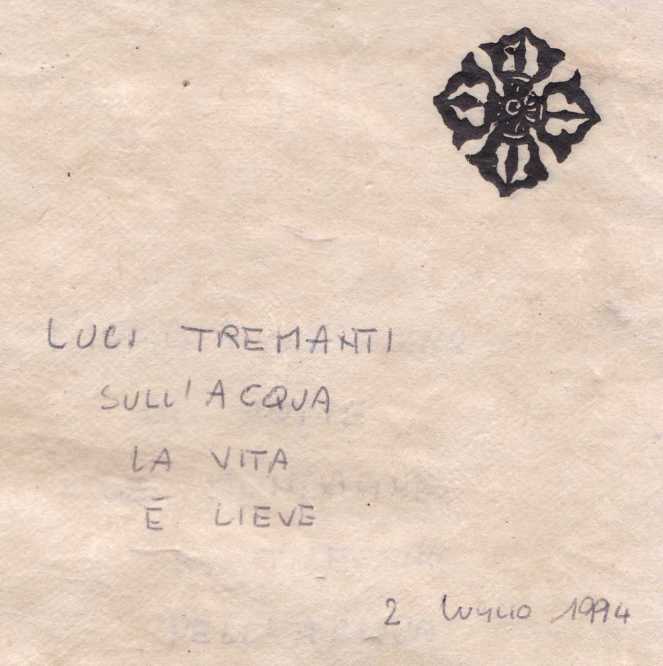 LUCI TREMANTI
SULL'ACQUA
LA VITA
È LIEVE
2 LUGLIO 1994